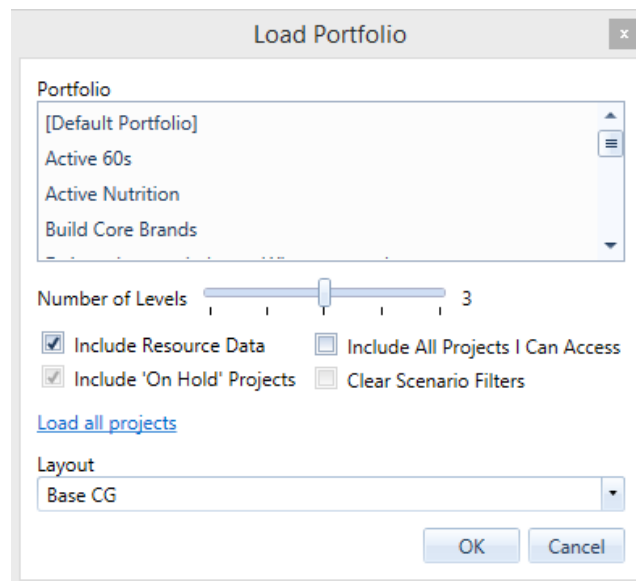 Load Portfolio
x
Portfolio
[Default Portfolio]
Active 60s
Active Nutrition
Build Core Brands
Number of Levels 3
Include Resource Data Include All Projects I Can Access
Include 'On Hold' Projects Clear Scenario Filters
Load all projects
Layout
Base CG
OK Cancel